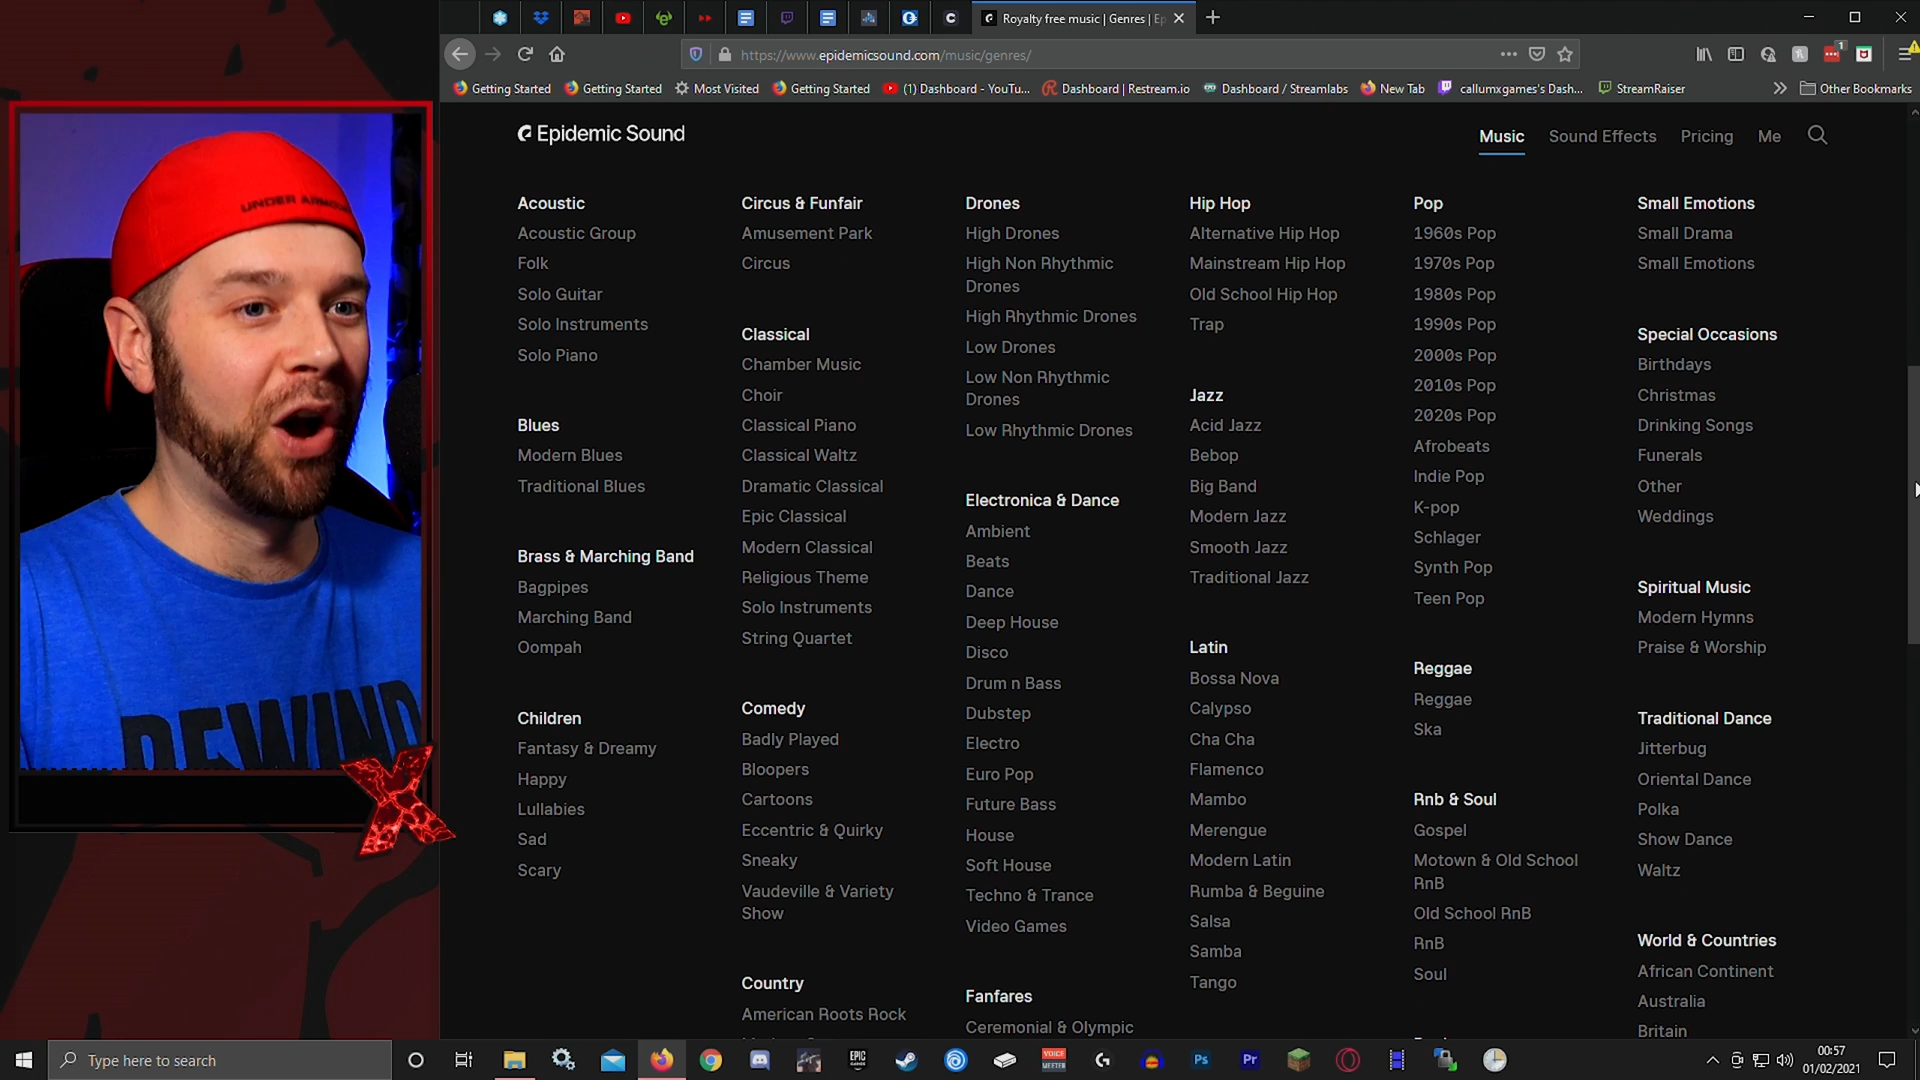 Royalty free music | Genres | Ep
https://www.epidemicsound.com/music/genres/
Getting Started
Getting Started
Most Visited
Getting Started
(1) Dashboard - YouTu...
Dashboard | Restream.io
Dashboard / Streamlabs
New Tab
callumxgames's Dash...
StreamRaiser
Other Bookmarks
Epidemic Sound
Music
Sound Effects
Pricing
Me
Acoustic
Acoustic Group
Folk
Solo Guitar
Solo Instruments
Solo Piano
Blues
Modern Blues
Traditional Blues
Brass & Marching Band
Bagpipes
Marching Band
Oompah
Children
Fantasy & Dreamy
Happy
Lullabies
Sad
Scary
Circus & Funfair
Amusement Park
Circus
Classical
Chamber Music
Choir
Classical Piano
Classical Waltz
Dramatic Classical
Epic Classical
Modern Classical
Religious Theme
Solo Instruments
String Quartet
Comedy
Badly Played
Bloopers
Cartoons
Eccentric & Quirky
Sneaky
Vaudeville & Variety
Show
Country
American Roots Rock
Drones
High Drones
High Non Rhythmic
Drones
High Rhythmic Drones
Low Drones
Low Non Rhythmic
Drones
Low Rhythmic Drones
Electronica & Dance
Ambient
Beats
Dance
Deep House
Disco
Drum n Bass
Dubstep
Electro
Euro Pop
Future Bass
House
Soft House
Techno & Trance
Video Games
Fanfares
Ceremonial & Olympic
Hip Hop
Alternative Hip Hop
Mainstream Hip Hop
Old School Hip Hop
Trap
Jazz
Acid Jazz
Bebop
Big Band
Modern Jazz
Smooth Jazz
Traditional Jazz
Latin
Bossa Nova
Calypso
Cha Cha
Flamenco
Mambo
Merengue
Modern Latin
Rumba & Beguine
Salsa
Samba
Tango
Pop
1960s Pop
1970s Pop
1980s Pop
1990s Pop
2000s Pop
2010s Pop
2020s Pop
Afrobeats
Indie Pop
K-pop
Schlager
Synth Pop
Teen Pop
Reggae
Reggae
Ska
Rnb & Soul
Gospel
Motown & Old School
RnB
Old School RnB
RnB
Soul
Small Emotions
Small Drama
Small Emotions
Special Occasions
Birthdays
Christmas
Drinking Songs
Funerals
Other
Weddings
Spiritual Music
Modern Hymns
Praise & Worship
Traditional Dance
Jitterbug
Oriental Dance
Polka
Show Dance
Waltz
World & Countries
African Continent
Australia
Britain
UNDER ARMOUR
REWIND
X
Type here to search
EPIC
GAMES
VOICE
MEETER
Ps
Pr
00:57
01/02/2021